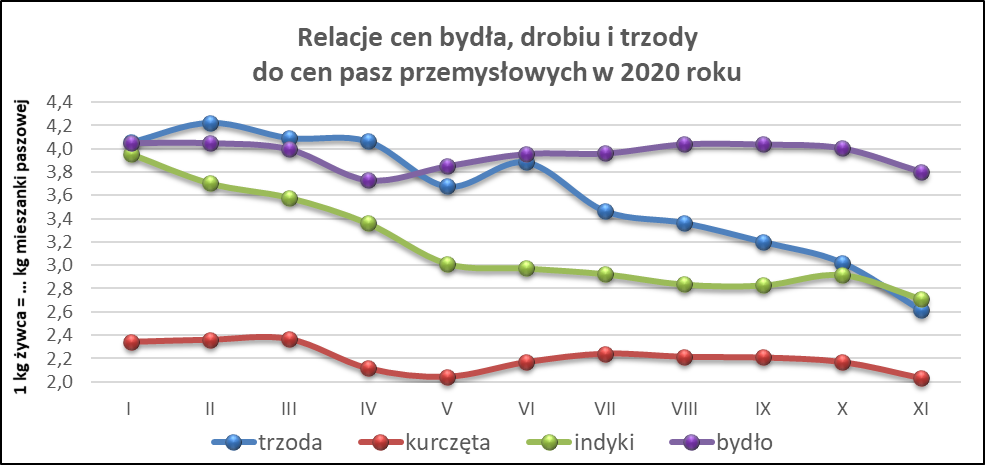 Relacje cen bydła, drobiu i trzody
do cen pasz przemysłowych w 2020 roku
1 kg żywca = ... kg mieszanki paszowej
4,4
4,2
4,0
3,8
3,6
3,4
3,2
3,0
2,8
2,6
2,4
2,2
2,0
I II III IV V VI VII VIII IX X XI
trzoda kurczęta indyki bydło